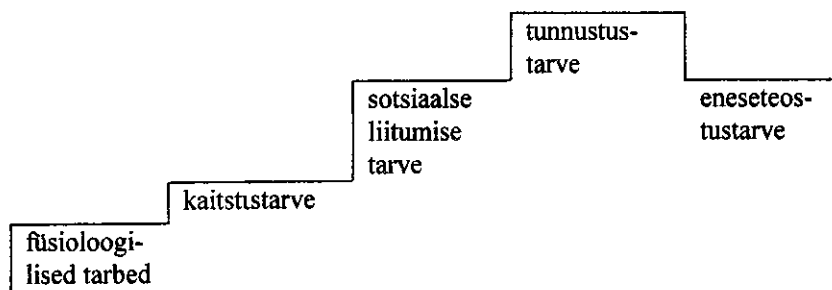 tunnustus-
tarve
sotsiaalse
liitumise
tarve
eneseteos-
tustarve
kaitstustarve
füsioloogi-
lised tarbed